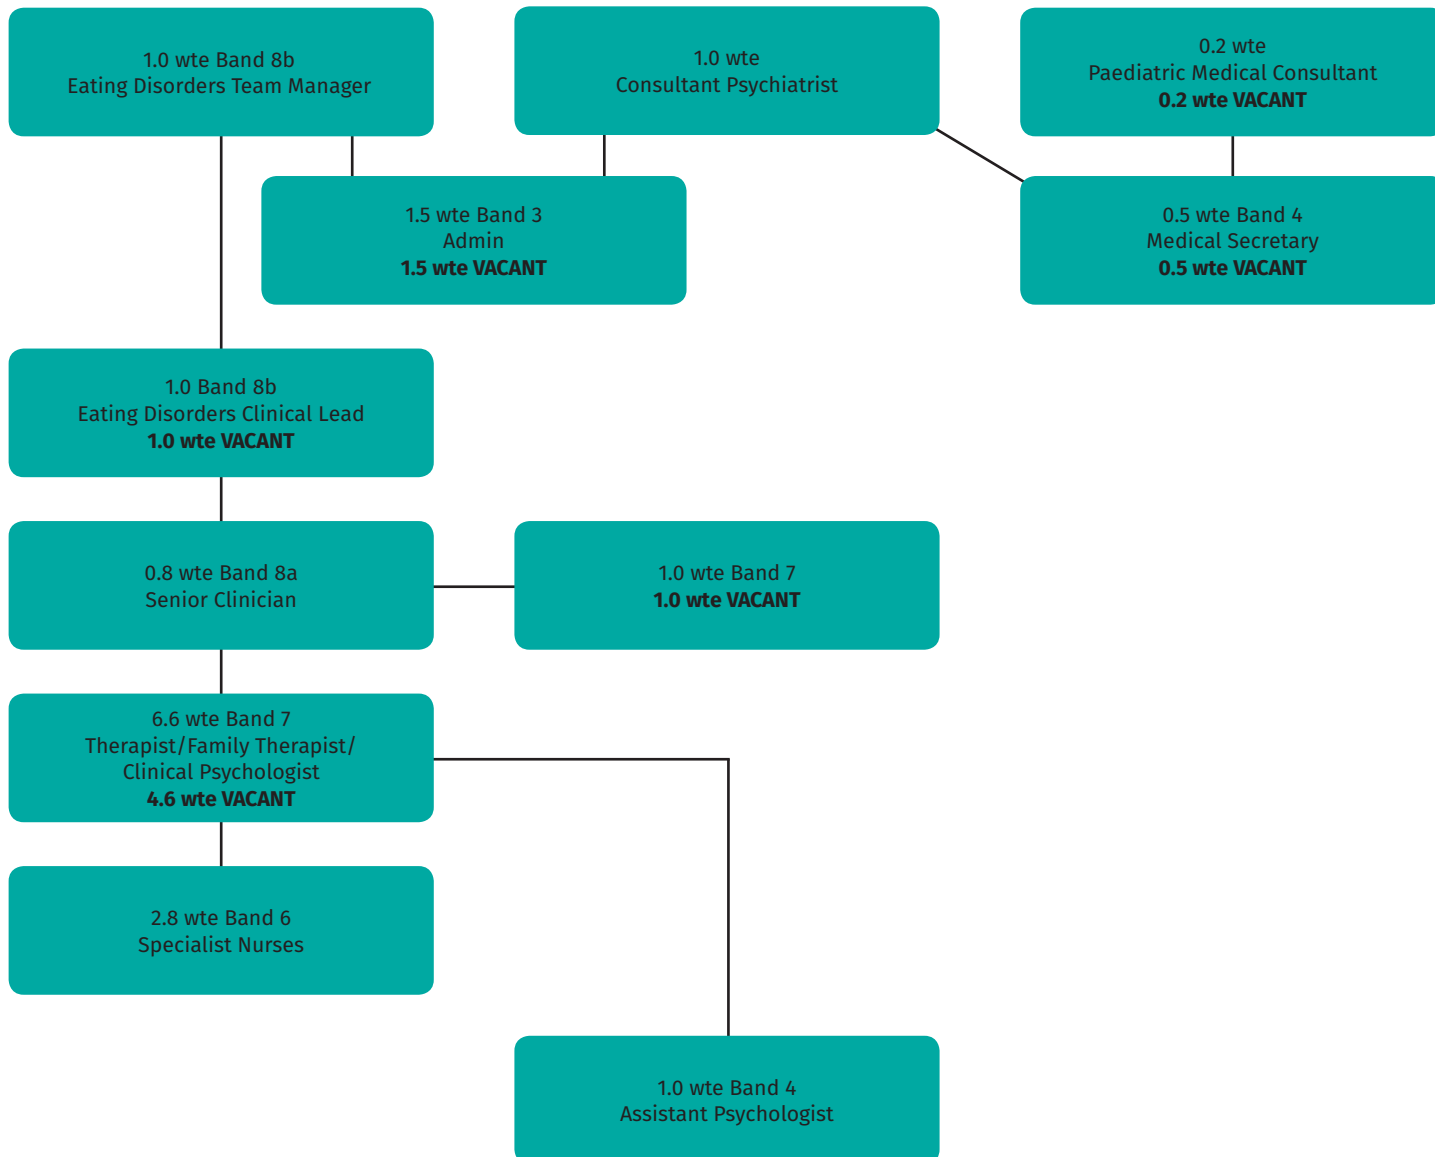 1.0 wte Band 8b
Eating Disorders Team Manager
1.0 wte
Consultant Psychiatrist
0.2 wte
Paediatric Medical Consultant
0.2 wte VACANT
1.5 wte Band 3
Admin
1.5 wte VACANT
0.5 wte Band 4
Medical Secretary
0.5 wte VACANT
1.0 Band 8b
Eating Disorders Clinical Lead
1.0 wte VACANT
0.8 wte Band 8a
Senior Clinician
1.0 wte Band 7
1.0 wte VACANT
6.6 wte Band 7
Therapist/Family Therapist/
Clinical Psychologist
4.6 wte VACANT
2.8 wte Band 6
Specialist Nurses
1.0 wte Band 4
Assistant Psychologist